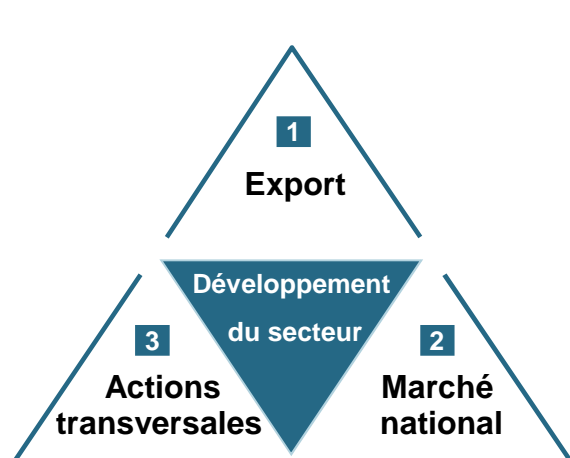 1
Export
Développement
du secteur
3
Actions
transversales
2
Marché
national